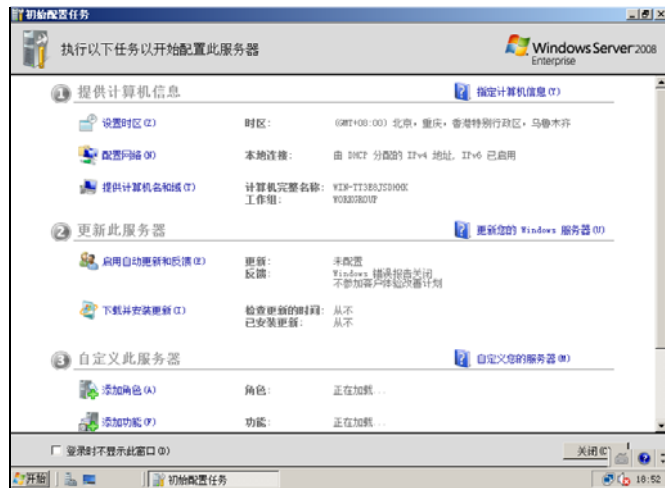 初始配置任务
执行以下任务以开始配置此服务器
Windows Server 2008
Enterprise
1 提供计算机信息
指定计算机信息(Y)
设置时区(Z)
时区: (GMT+08:00) 北京，重庆，香港特别行政区，乌鲁木齐
配置网络(N)
本地连接: 由 DHCP 分配的 IPv4 地址, IPv6 已启用
提供计算机名和域(T)
计算机完整名称:
工作组: WORKGROUP
2 更新此服务器
更新您的 Windows 服务器(U)
启用自动更新和反馈(E)
更新: 未配置
反馈: Windows 错误报告关闭
不参加客户体验改善计划
下载并安装更新(I)
检查更新的时间: 从不
已安装更新: 从不
3 自定义此服务器
自定义您的服务器(M)
添加角色(A)
角色: 正在加载...
添加功能(F)
功能: 正在加载...
登录时不显示此窗口(D)
关闭(C)
开始
初始配置任务
18:52